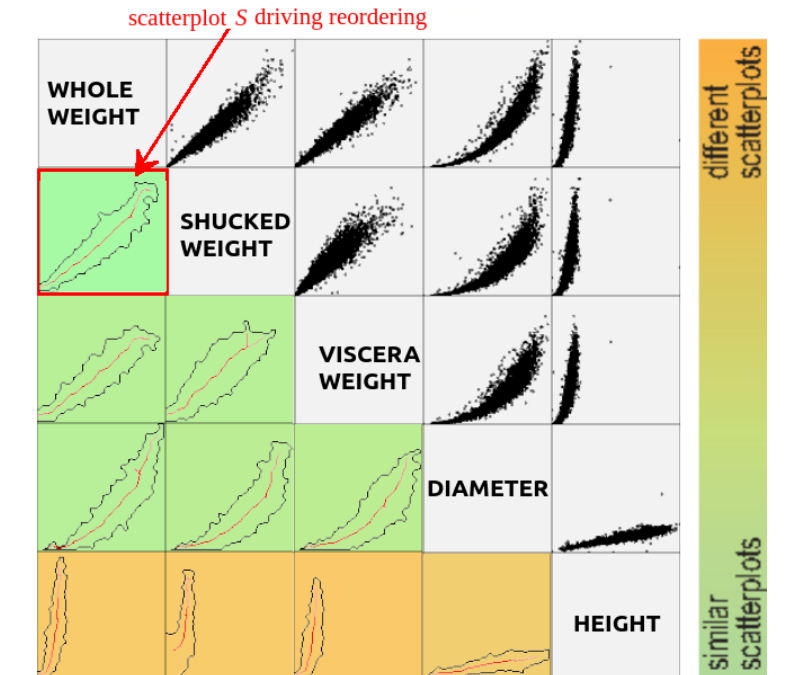 scatterplot S driving reordering
WHOLE
WEIGHT
different
scatterplots
SHUCKED
WEIGHT
VISCERA
WEIGHT
DIAMETER
HEIGHT
similar
scatterplots